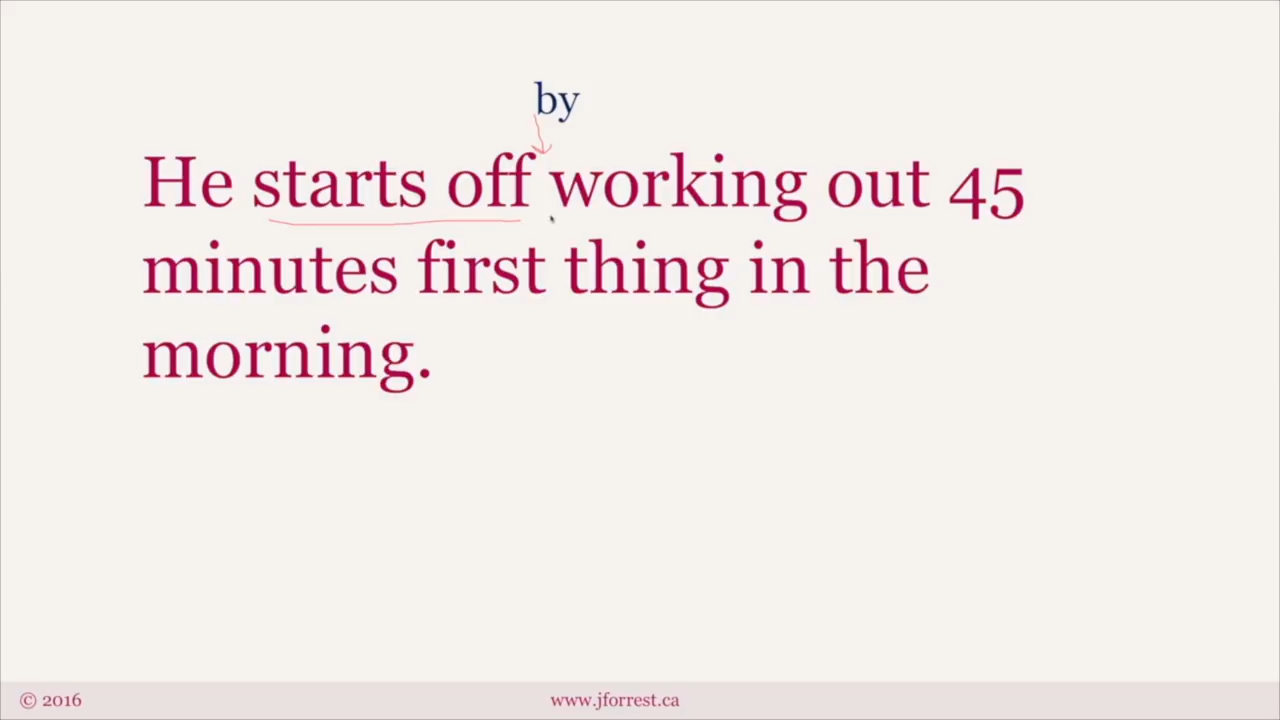 by
He starts off working out 45
minutes first thing in the
morning.
© 2016
www.jforrest.ca